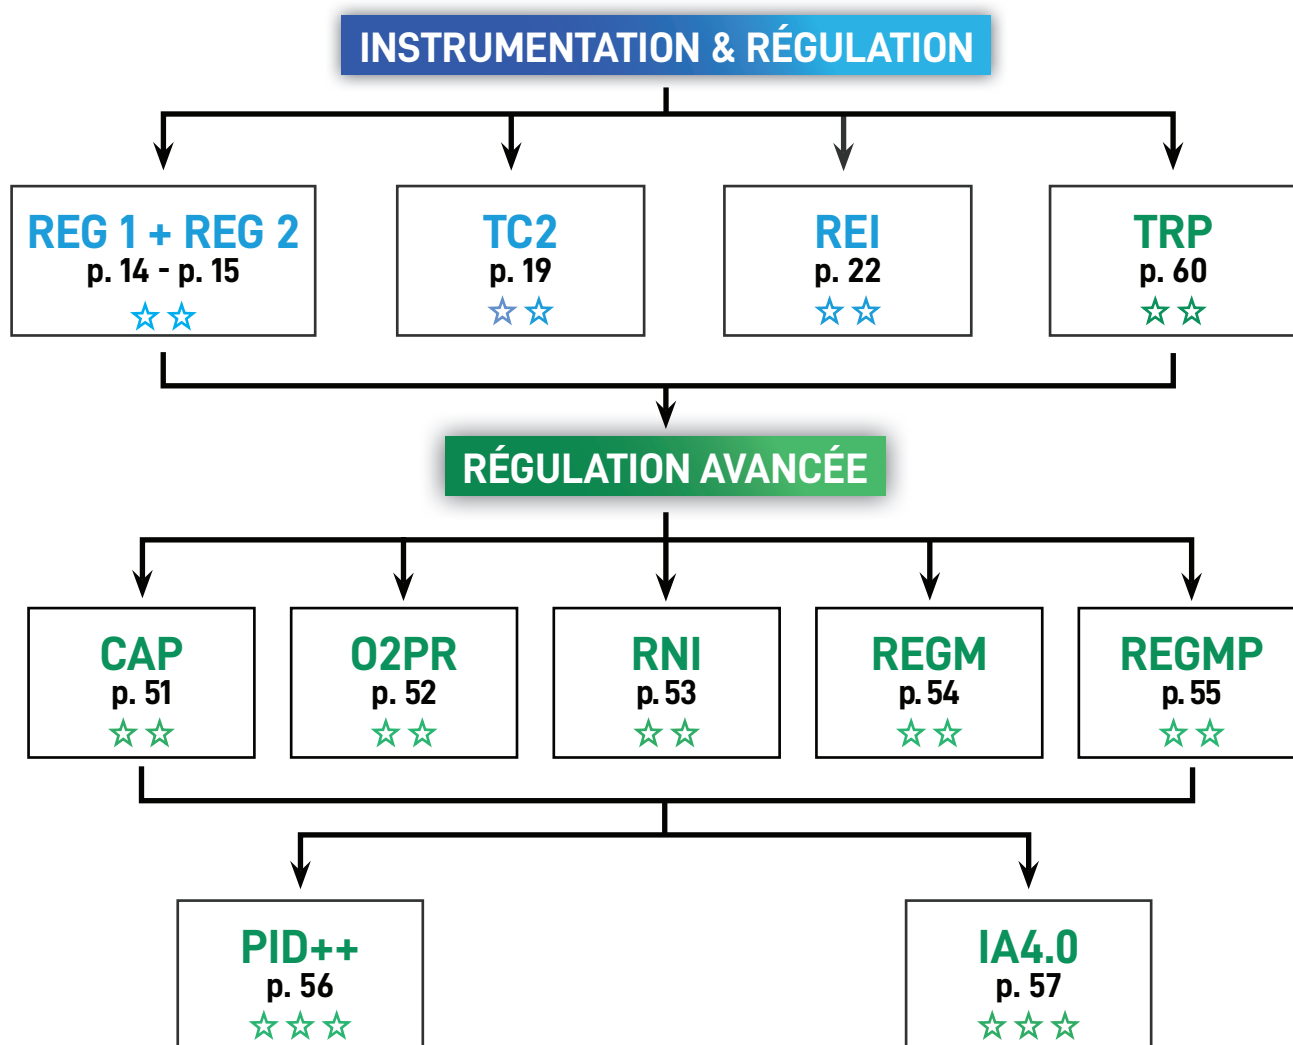 INSTRUMENTATION & RÉGULATION
REG 1 + REG 2
p. 14 - p. 15
TC2
p. 19
REI
p. 22
TRP
p. 60
RÉGULATION AVANCÉE
CAP
p. 51
O2PR
p. 52
RNI
p. 53
REGM
p. 54
REGMP
p. 55
PID++
p. 56
IA4.0
p. 57